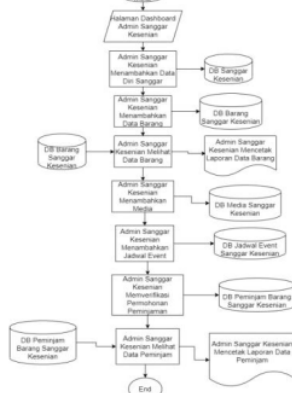 Halaman Dashboard
Admin Sanggar
Kesenian
Admin Sanggar
Kesenian
Menambahkan Data
Diri Sanggar
DB Sanggar
Kesenian
Admin Sanggar
Kesenian
Menambahkan
Data Barang
DB Barang
Sanggar Kesenian
DB Barang
Sanggar
Kesenian
Admin Sanggar
Kesenian Melihat
Data Barang
Admin Sanggar
Kesenian Mencetak
Laporan Data Barang
Admin Sanggar
Kesenian
Menambahkan
Media
DB Media Sanggar
Kesenian
Admin Sanggar
Kesenian
Menambahkan
Jadwal Event
DB Jadwal Event
Sanggar Kesenian
Admin Sanggar
Kesenian
Memverifikasi
Permohonan
Peminjaman
DB Peminjam Barang
Sanggar Kesenian
DB Peminjam
Barang Sanggar
Kesenian
Admin Sanggar
Kesenian Melihat
Data Peminjam
Admin Sanggar Kesenian
Mencetak Laporan Data
Peminjam
End